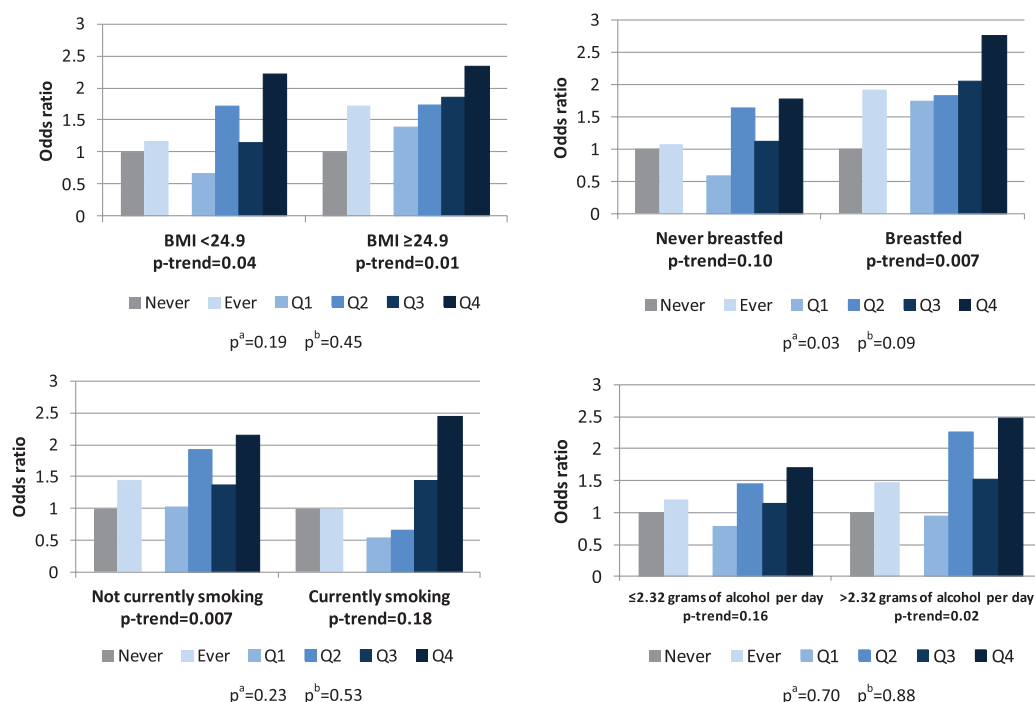 3
2.5
2
1.5
1
0.5
0
Odds ratio
BMI <24.9
p-trend=0.04
BMI ≥24.9
p-trend=0.01
Never Ever Q1 Q2 Q3 Q4
pᵃ=0.19 pᵇ=0.45
3
2.5
2
1.5
1
0.5
0
Odds ratio
Never breastfed
p-trend=0.10
Breastfed
p-trend=0.007
Never Ever Q1 Q2 Q3 Q4
pᵃ=0.03 pᵇ=0.09
3
2.5
2
1.5
1
0.5
0
Odds ratio
Not currently smoking
p-trend=0.007
Currently smoking
p-trend=0.18
Never Ever Q1 Q2 Q3 Q4
pᵃ=0.23 pᵇ=0.53
3
2.5
2
1.5
1
0.5
0
Odds ratio
≤2.32 grams of alcohol per day
p-trend=0.16
>2.32 grams of alcohol per day
p-trend=0.02
Never Ever Q1 Q2 Q3 Q4
pᵃ=0.70 pᵇ=0.88